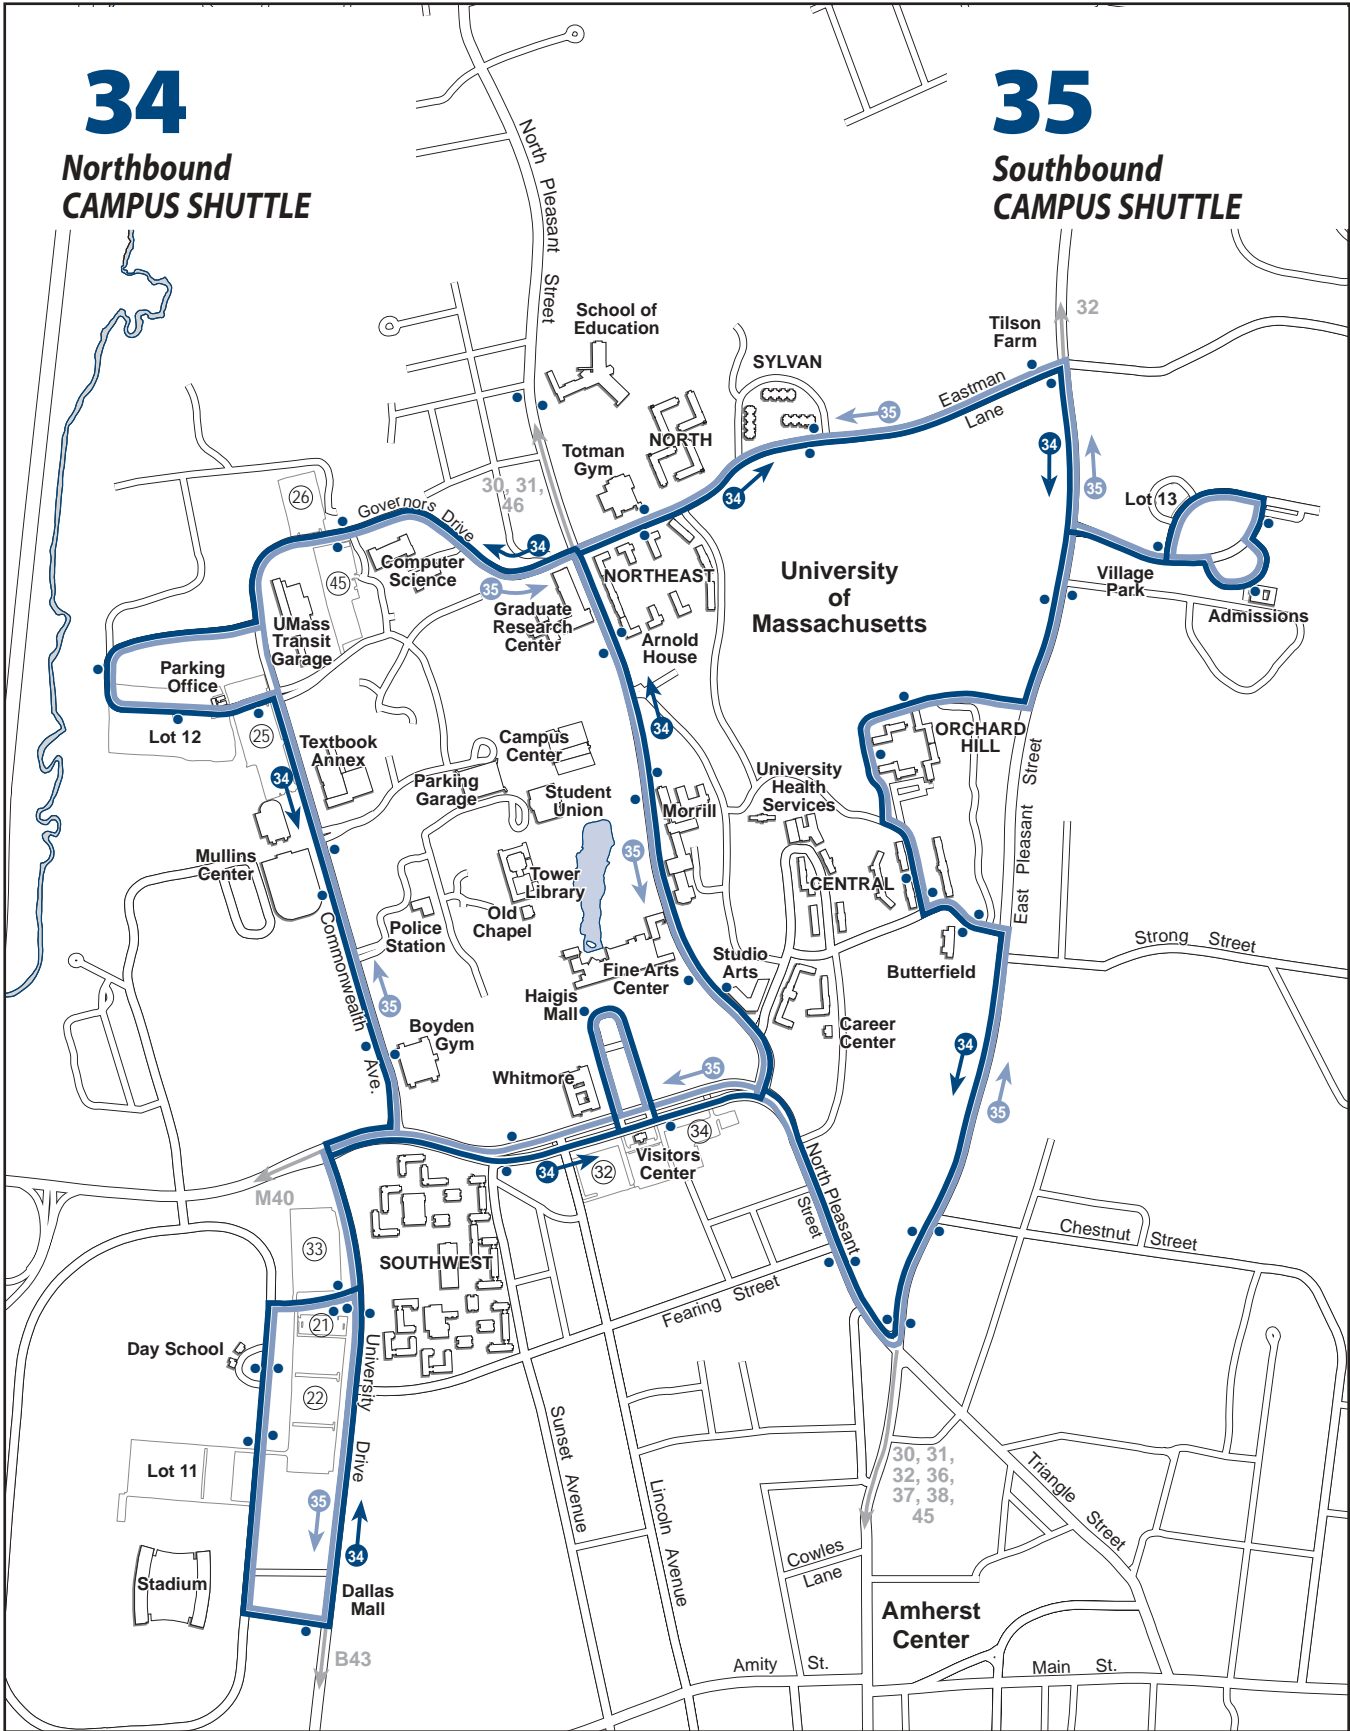 34
Northbound
CAMPUS SHUTTLE
35
Southbound
CAMPUS SHUTTLE
North Pleasant Street
School of
Education
32
Tilson
Farm
SYLVAN
Eastman
Lane
35
NORTH
Totman
Gym
30, 31,
46
34
34
35
Lot 13
26
Governors Drive
34
Computer
Science
45
35
NORTHEAST
Graduate
Research
Center
University
of
Massachusetts
Village
Park
Admissions
UMass
Transit
Garage
Arnold
House
Parking
Office
Lot 12
25
34
ORCHARD
HILL
Textbook
Annex
Campus
Center
34
Parking
Garage
Student
Union
University
Health
Services
Morrill
East Pleasant Street
Mullins
Center
35
Tower
Library
CENTRAL
Old
Chapel
Police
Station
Commonwealth Ave.
Strong Street
Studio
Arts
Fine Arts
Center
Butterfield
Haigis
Mall
35
Boyden
Gym
Career
Center
34
Whitmore
35
35
34
Visitors
Center
32
34
M40
North Pleasant
Street
33
SOUTHWEST
Chestnut Street
Fearing Street
21
Day School
University Drive
22
Sunset Avenue
Lincoln Avenue
30, 31,
32, 36,
37, 38,
45
Triangle Street
Lot 11
35
34
Cowles
Lane
Stadium
Dallas
Mall
Amherst
Center
B43
Amity St.
Main St.